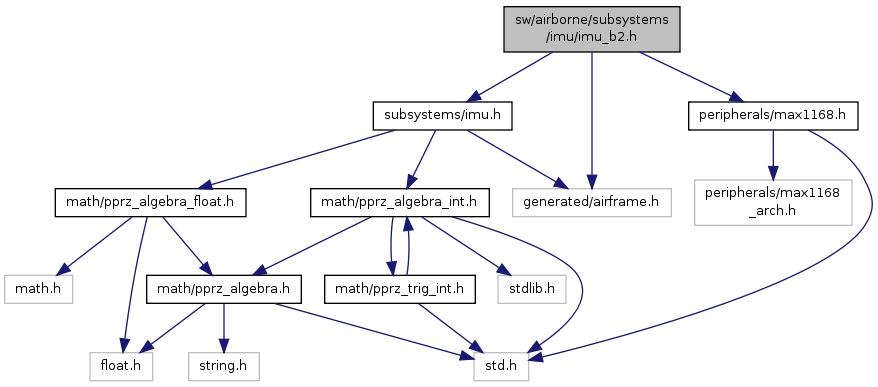 sw/airborne/subsystems
/imu/imu_b2.h
subsystems/imu.h
peripherals/max1168.h
math/pprz_algebra_float.h
math/pprz_algebra_int.h
generated/airframe.h
peripherals/max1168
_arch.h
math.h
math/pprz_algebra.h
math/pprz_trig_int.h
stdlib.h
float.h
string.h
std.h